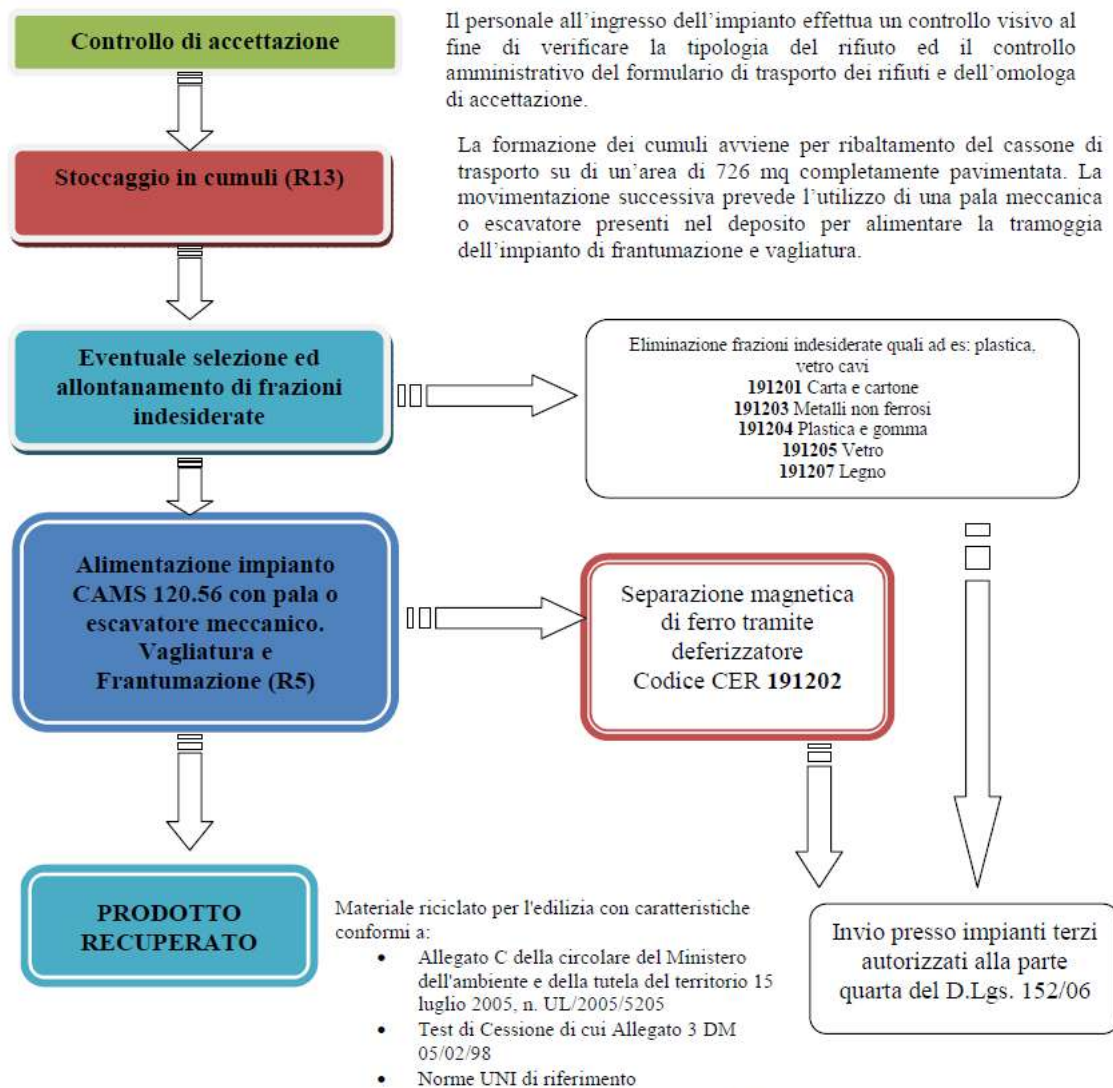 Controllo di accettazione
Il personale all'ingresso dell'impianto effettua un controllo visivo al
fine di verificare la tipologia del rifiuto ed il controllo
amministrativo del formulario di trasporto dei rifiuti e dell'omologa
di accettazione.
Stoccaggio in cumuli (R13)
La formazione dei cumuli avviene per ribaltamento del cassone di
trasporto su di un'area di 726 mq completamente pavimentata. La
movimentazione successiva prevede l'utilizzo di una pala meccanica
o escavatore presenti nel deposito per alimentare la tramoggia
dell'impianto di frantumazione e vagliatura.
Eventuale selezione ed
allontanamento di frazioni
indesiderate
Eliminazione frazioni indesiderate quali ad es: plastica,
vetro cavi
191201 Carta e cartone
191203 Metalli non ferrosi
191204 Plastica e gomma
191205 Vetro
191207 Legno
Alimentazione impianto
CAMS 120.56 con pala o
escavatore meccanico.
Vagliatura e
Frantumazione (R5)
Separazione magnetica
di ferro tramite
deferizzatore
Codice CER 191202
PRODOTTO
RECUPERATO
Materiale riciclato per l'edilizia con caratteristiche
conformi a:
• Allegato C della circolare del Ministero
dell'ambiente e della tutela del territorio 15
luglio 2005, n. UL/2005/5205
• Test di Cessione di cui Allegato 3 DM
05/02/98
• Norme UNI di riferimento
Invio presso impianti terzi
autorizzati alla parte
quarta del D.Lgs. 152/06